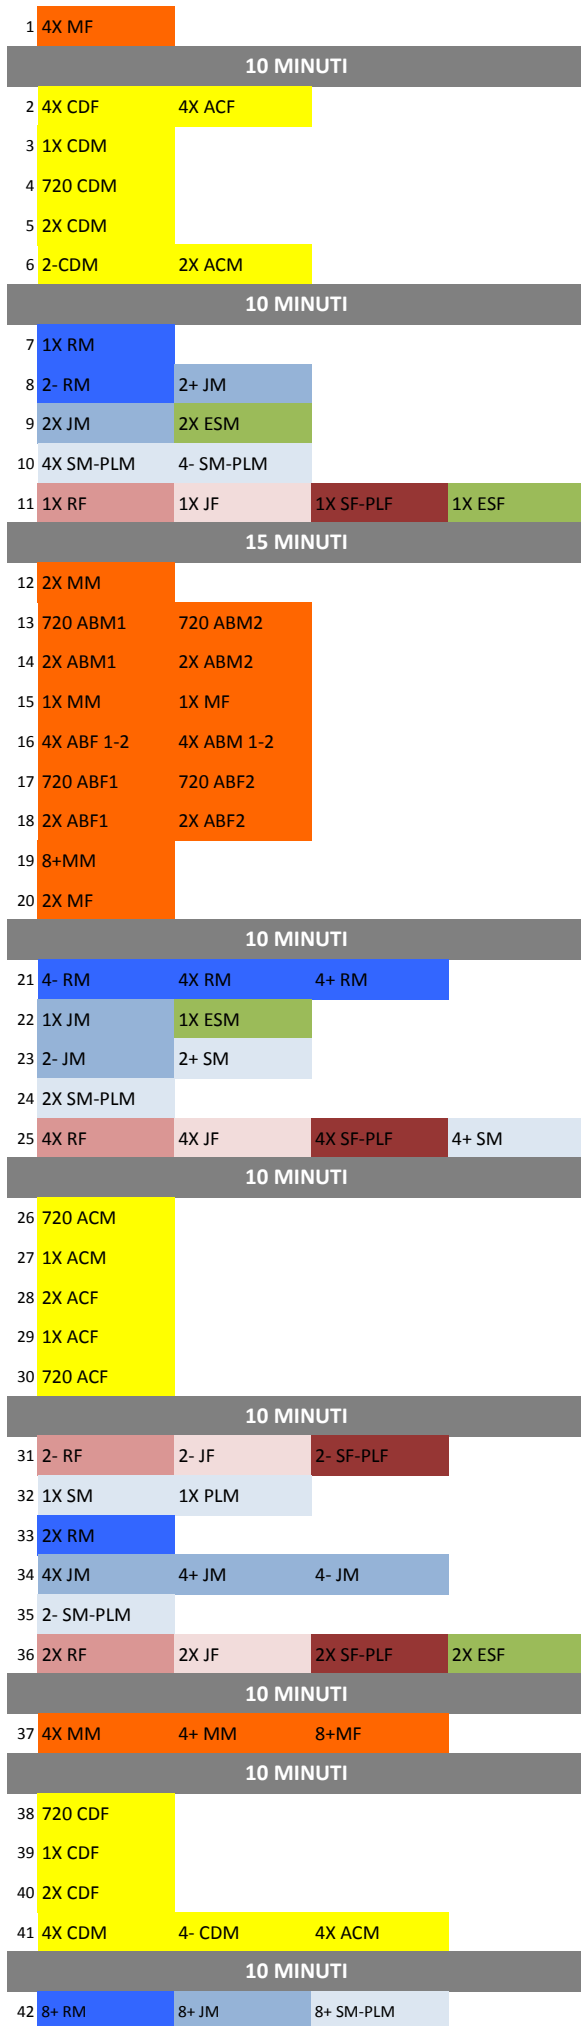 1 4X MF
10 MINUTI
2 4X CDF 4X ACF
3 1X CDM
4 720 CDM
5 2X CDM
6 2-CDM 2X ACM
10 MINUTI
7 1X RM
8 2- RM 2+ JM
9 2X JM 2X ESM
10 4X SM-PLM 4- SM-PLM
11 1X RF 1X JF 1X SF-PLF 1X ESF
15 MINUTI
12 2X MM
13 720 ABM1 720 ABM2
14 2X ABM1 2X ABM2
15 1X MM 1X MF
16 4X ABF 1-2 4X ABM 1-2
17 720 ABF1 720 ABF2
18 2X ABF1 2X ABF2
19 8+MM
20 2X MF
10 MINUTI
21 4- RM 4X RM 4+ RM
22 1X JM 1X ESM
23 2- JM 2+ SM
24 2X SM-PLM
25 4X RF 4X JF 4X SF-PLF 4+ SM
10 MINUTI
26 720 ACM
27 1X ACM
28 2X ACF
29 1X ACF
30 720 ACF
10 MINUTI
31 2- RF 2- JF 2- SF-PLF
32 1X SM 1X PLM
33 2X RM
34 4X JM 4+ JM 4- JM
35 2- SM-PLM
36 2X RF 2X JF 2X SF-PLF 2X ESF
10 MINUTI
37 4X MM 4+ MM 8+MF
10 MINUTI
38 720 CDF
39 1X CDF
40 2X CDF
41 4X CDM 4- CDM 4X ACM
10 MINUTI
42 8+ RM 8+ JM 8+ SM-PLM